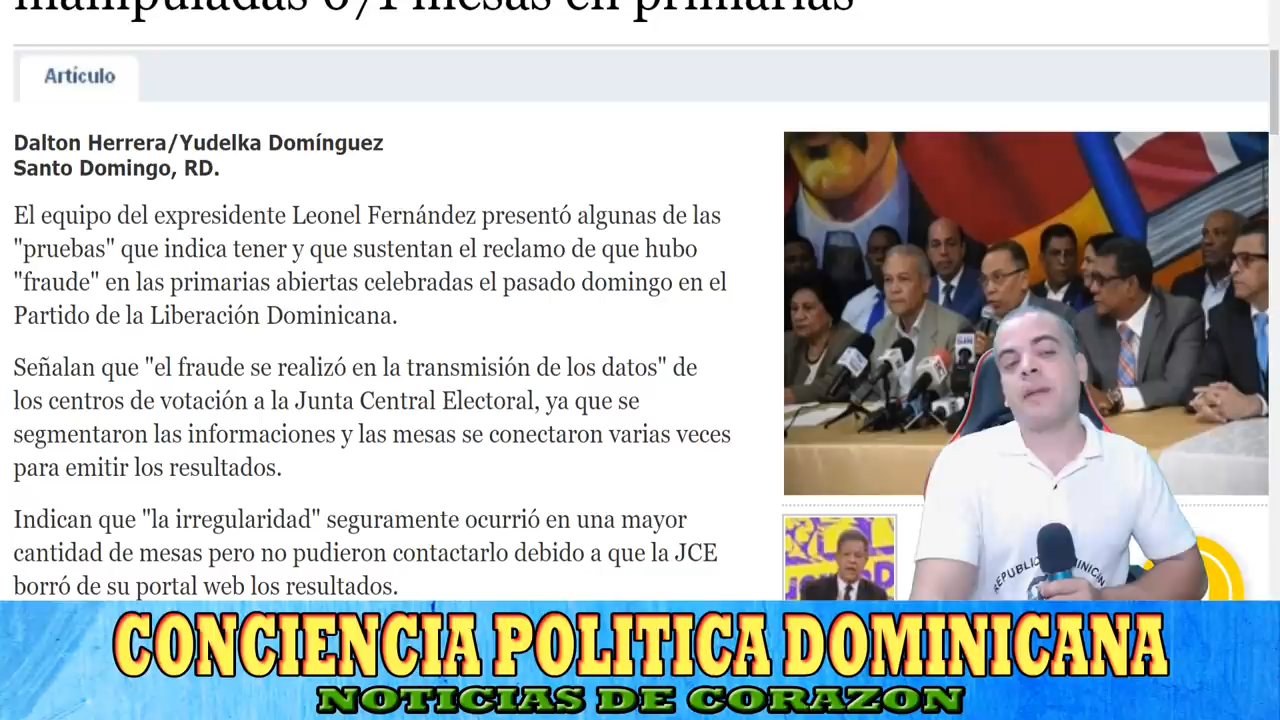 manipuladas 671 mesas en primarias
Artículo
Dalton Herrera/Yudelka Domínguez
Santo Domingo, RD.
El equipo del expresidente Leonel Fernández presentó algunas de las
"pruebas" que indica tener y que sustentan el reclamo de que hubo
"fraude" en las primarias abiertas celebradas el pasado domingo en el
Partido de la Liberación Dominicana.
Señalan que "el fraude se realizó en la transmisión de los datos" de
los centros de votación a la Junta Central Electoral, ya que se
segmentaron las informaciones y las mesas se conectaron varias veces
para emitir los resultados.
Indican que "la irregularidad" seguramente ocurrió en una mayor
cantidad de mesas pero no pudieron contactarlo debido a que la JCE
borró de su portal web los resultados.
CONCIENCIA POLITICA DOMINICANA
NOTICIAS DE CORAZON